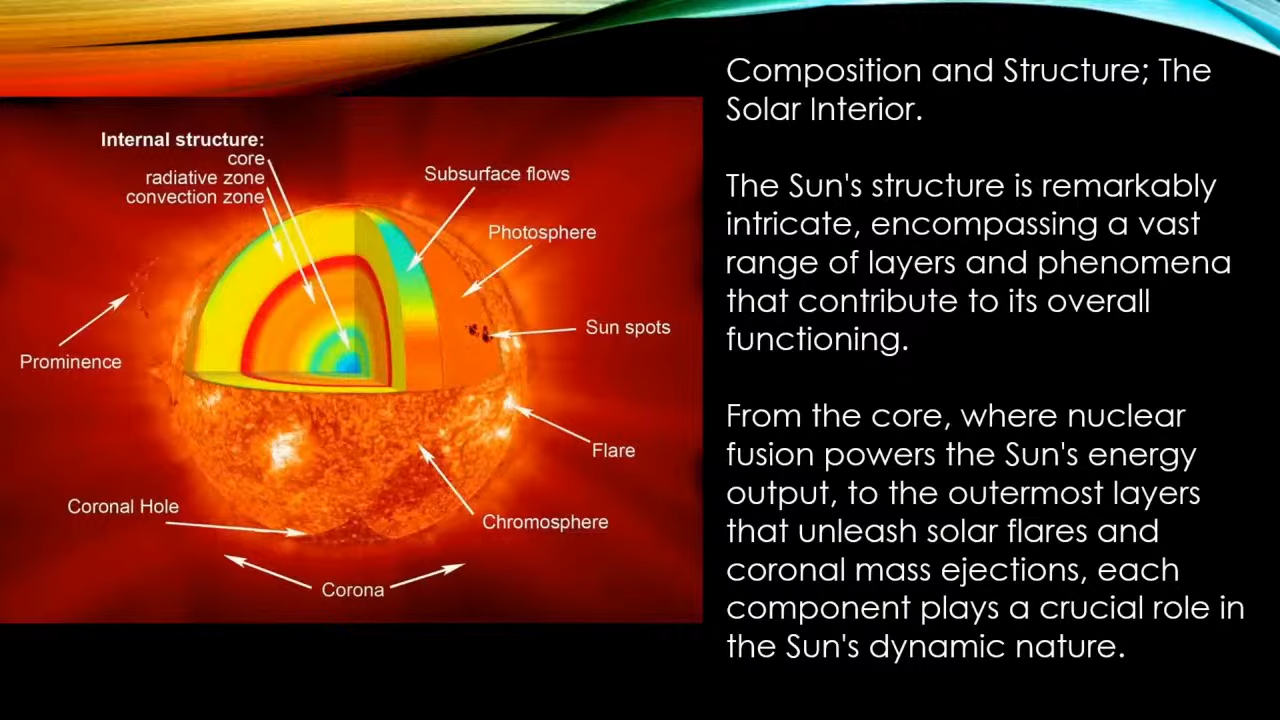 Composition and Structure; The
Solar Interior.
The Sun's structure is remarkably
intricate, encompassing a vast
range of layers and phenomena
that contribute to its overall
functioning.
From the core, where nuclear
fusion powers the Sun's energy
output, to the outermost layers
that unleash solar flares and
coronal mass ejections, each
component plays a crucial role in
the Sun's dynamic nature.
Internal structure:
core
radiative zone
convection zone
Subsurface flows
Photosphere
Sun spots
Prominence
Flare
Coronal Hole
Chromosphere
Corona